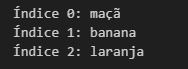 Índice 0: maçã
Índice 1: banana
Índice 2: laranja